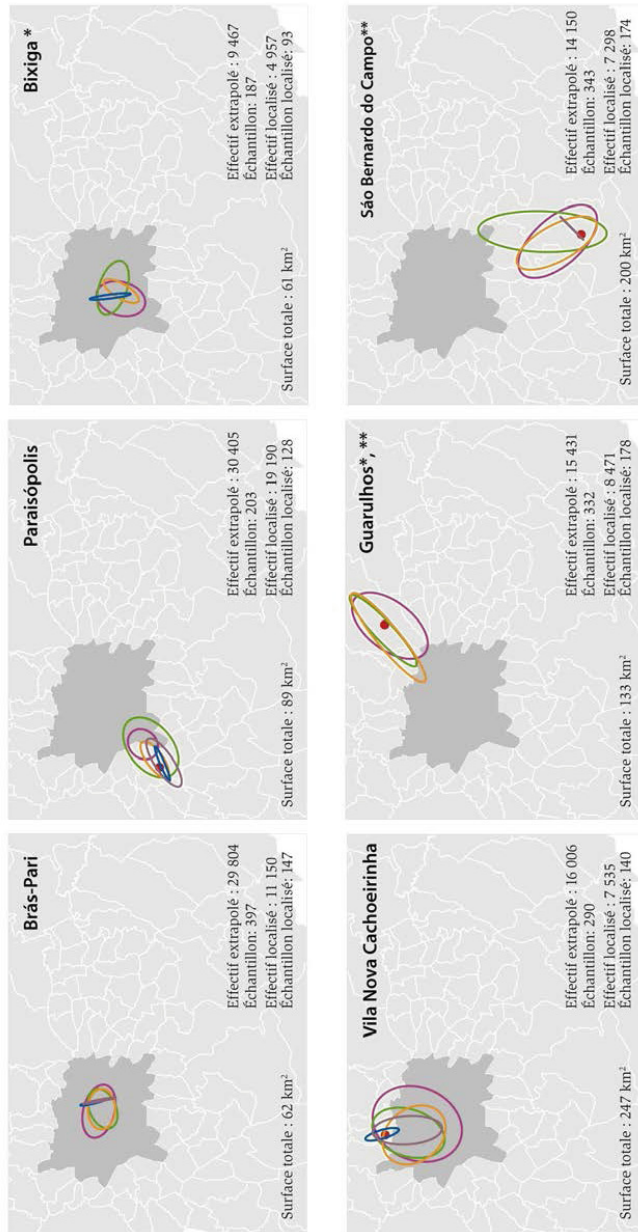 Brás-Pari
Effectif extrapolé : 29 804
Échantillon: 397
Effectif localisé : 11 150
Échantillon localisé: 147
Surface totale : 62 km²
Paraisópolis
Effectif extrapolé : 30 405
Échantillon: 203
Effectif localisé : 19 190
Échantillon localisé: 128
Surface totale : 89 km²
Bixiga *
Effectif extrapolé : 9 467
Échantillon: 187
Effectif localisé : 4 957
Échantillon localisé: 93
Surface totale : 61 km²
Vila Nova Cachoeirinha
Effectif extrapolé : 16 006
Échantillon: 290
Effectif localisé : 7 535
Échantillon localisé: 140
Surface totale : 247 km²
Guarulhos*, **
Effectif extrapolé : 15 431
Échantillon: 332
Effectif localisé : 8 471
Échantillon localisé: 178
Surface totale : 133 km²
Sáo Bernardo do Campo**
Effectif extrapolé : 14 150
Échantillon: 343
Effectif localisé : 7 298
Échantillon localisé: 174
Surface totale : 200 km²